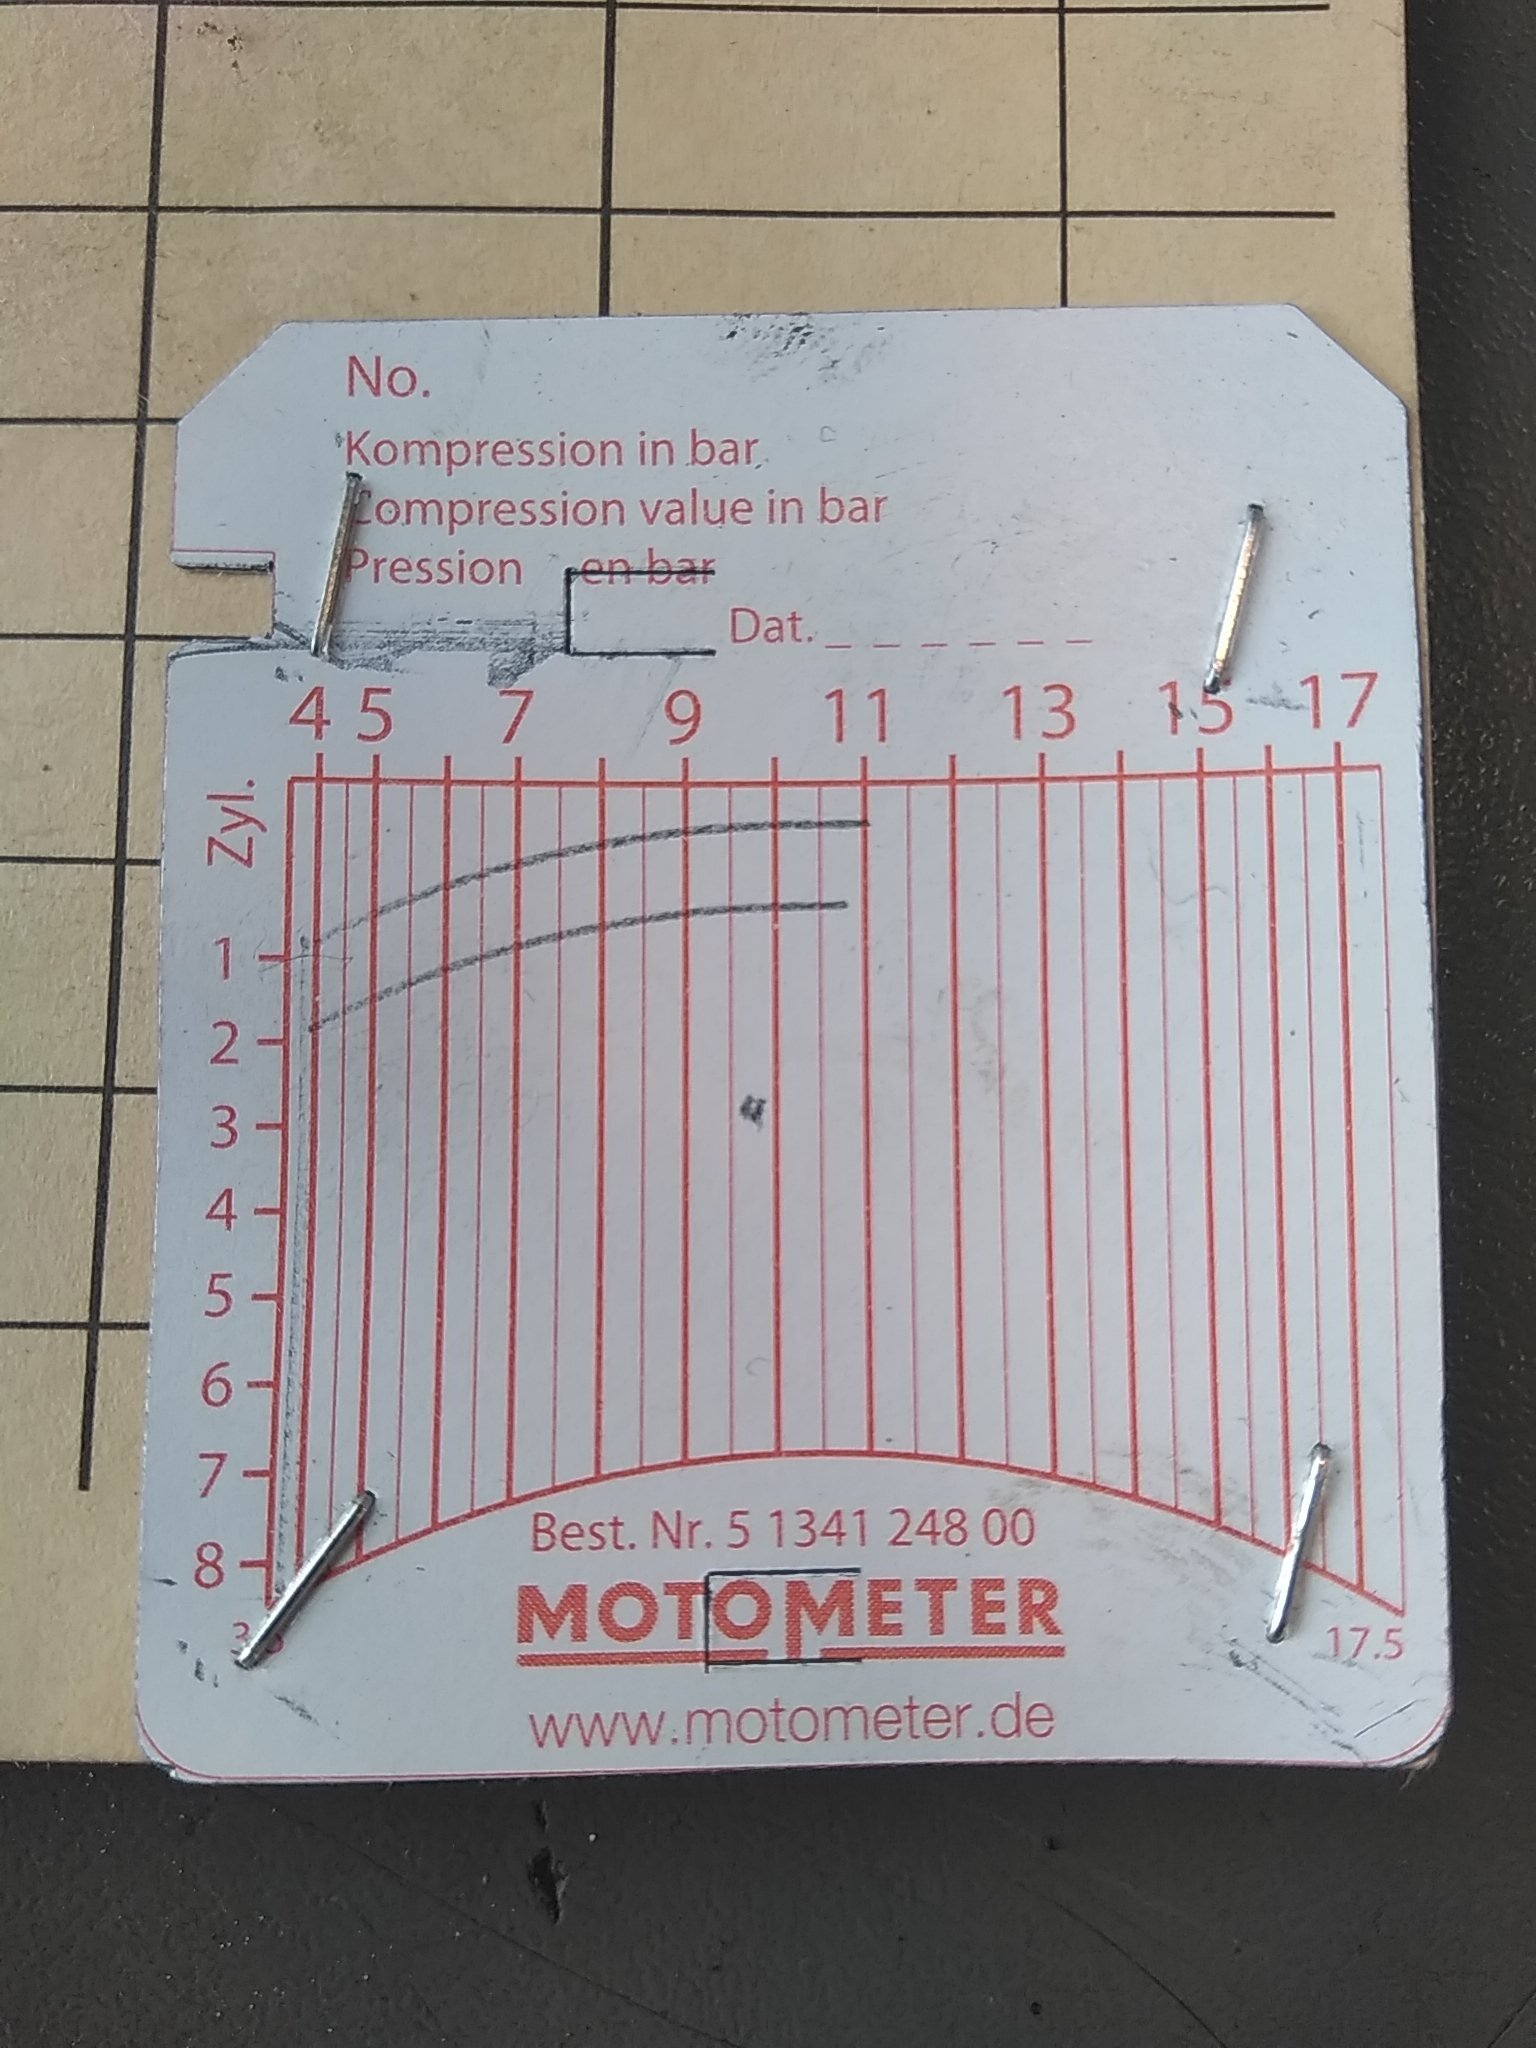 No.
Kompression in bar
Compression value in bar
Pression en bar
Dat. _ _ _ _ _ _
4 5 7 9 11 13 15 17
Zyl.
1
2
3
4
5
6
7
8
17.5
Best. Nr. 5 1341 248 00
MOTOMETER
www.motometer.de